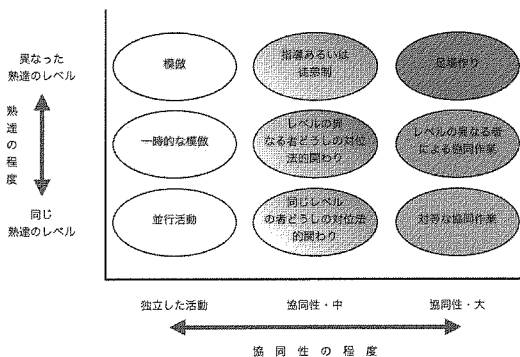 異なった
熟達のレベル
熟達の程度
同じ
熟達のレベル
模倣
指導あるいは
徒弟制
足場作り
一時的な模倣
レベルの異
なる者どうしの対位
法的関わり
レベルの異なる者
による協同作業
並行活動
同じレベル
の者どうしの対位法
的関わり
対等な協同作業
独立した活動
協同性・中
協同性・大
協同性の程度